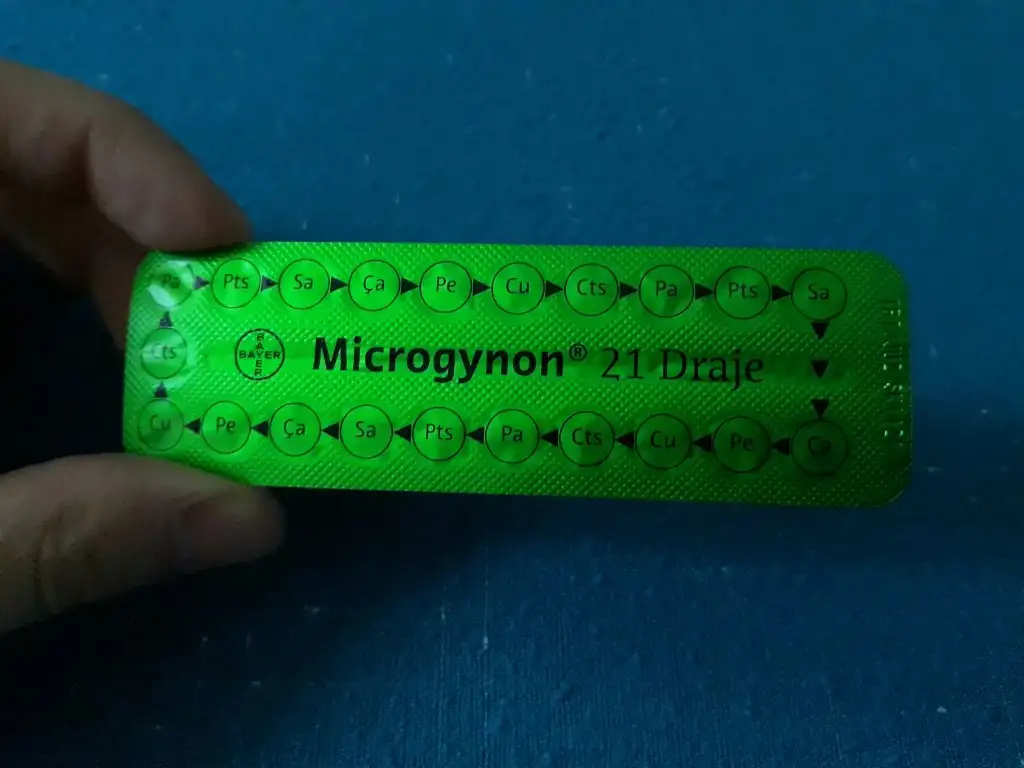 Pa Pts Sa Ça Pe Cu Cts Pa Pts Sa
Cts
BAYER
BAYER
Microgynon® 21 Draje
Cu Pe Ça Sa Pts Pa Cts Cu Pe Ça